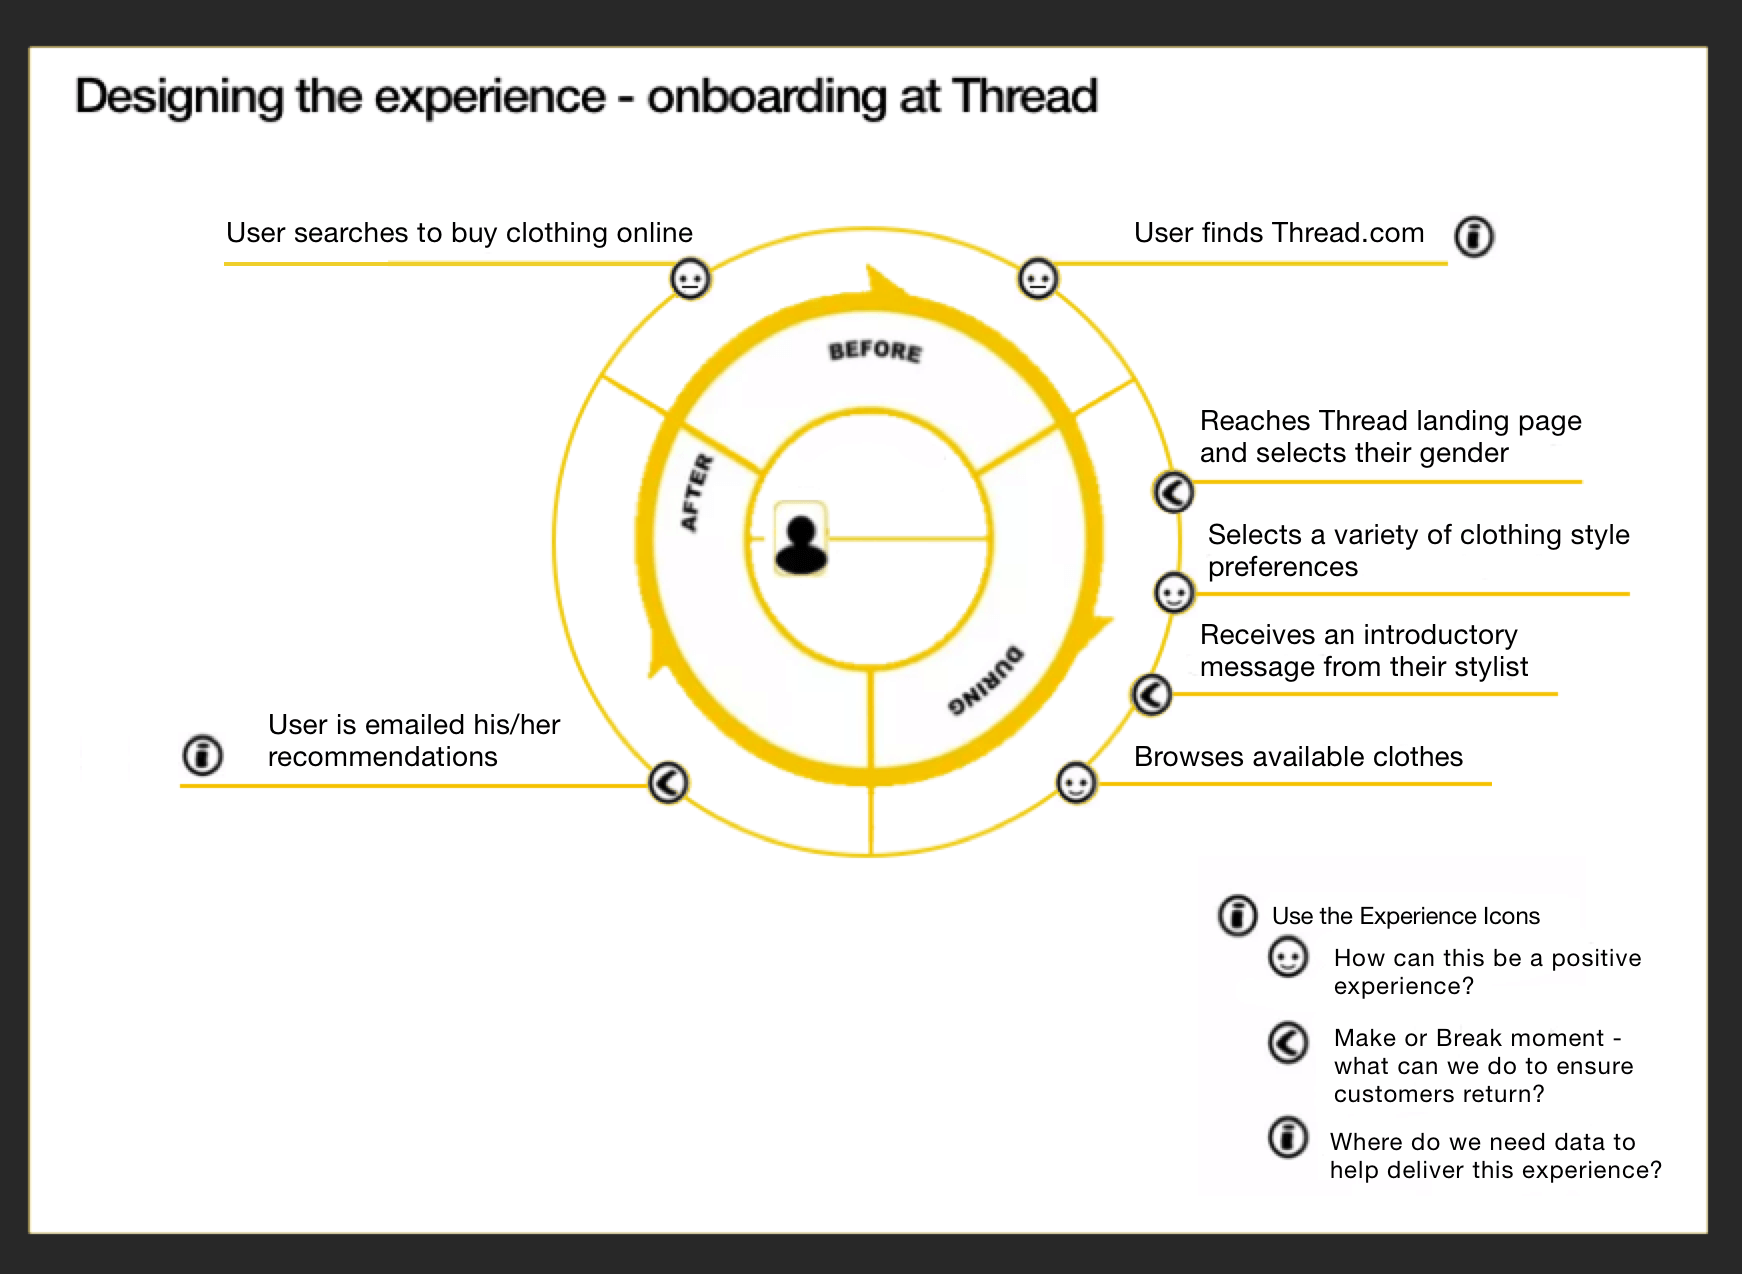 Designing the experience - onboarding at Thread
User searches to buy clothing online
User finds Thread.com
BEFORE
Reaches Thread landing page
and selects their gender
AFTER
Selects a variety of clothing style
preferences
Receives an introductory
message from their stylist
DURING
User is emailed his/her
recommendations
Browses available clothes
Use the Experience Icons
How can this be a positive
experience?
Make or Break moment -
what can we do to ensure
customers return?
Where do we need data to
help deliver this experience?